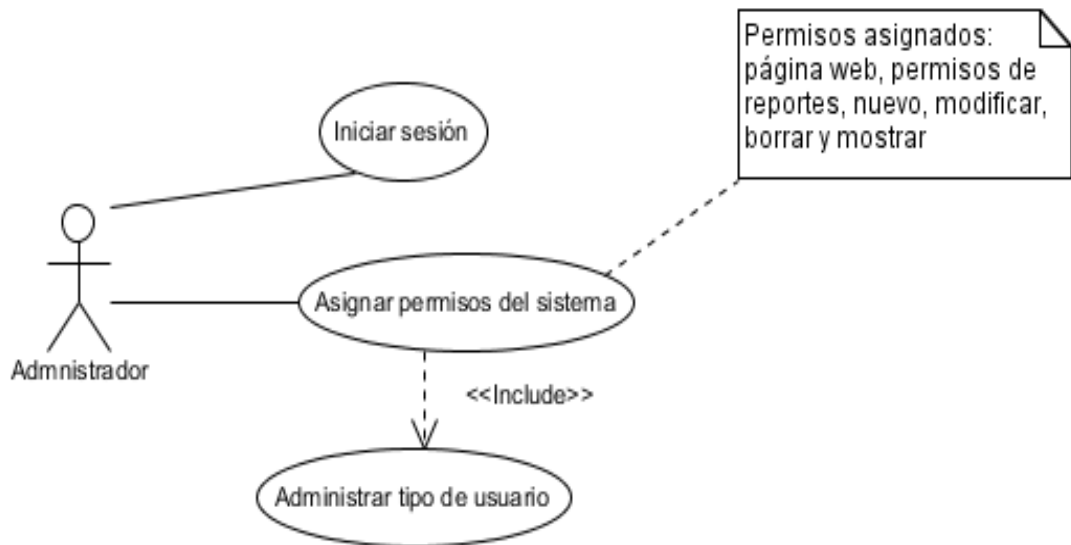 Permisos asignados:
página web, permisos de
reportes, nuevo, modificar,
borrar y mostrar
Iniciar sesión
Asignar permisos del sistema
Admnistrador
<<Include>>
Administrar tipo de usuario